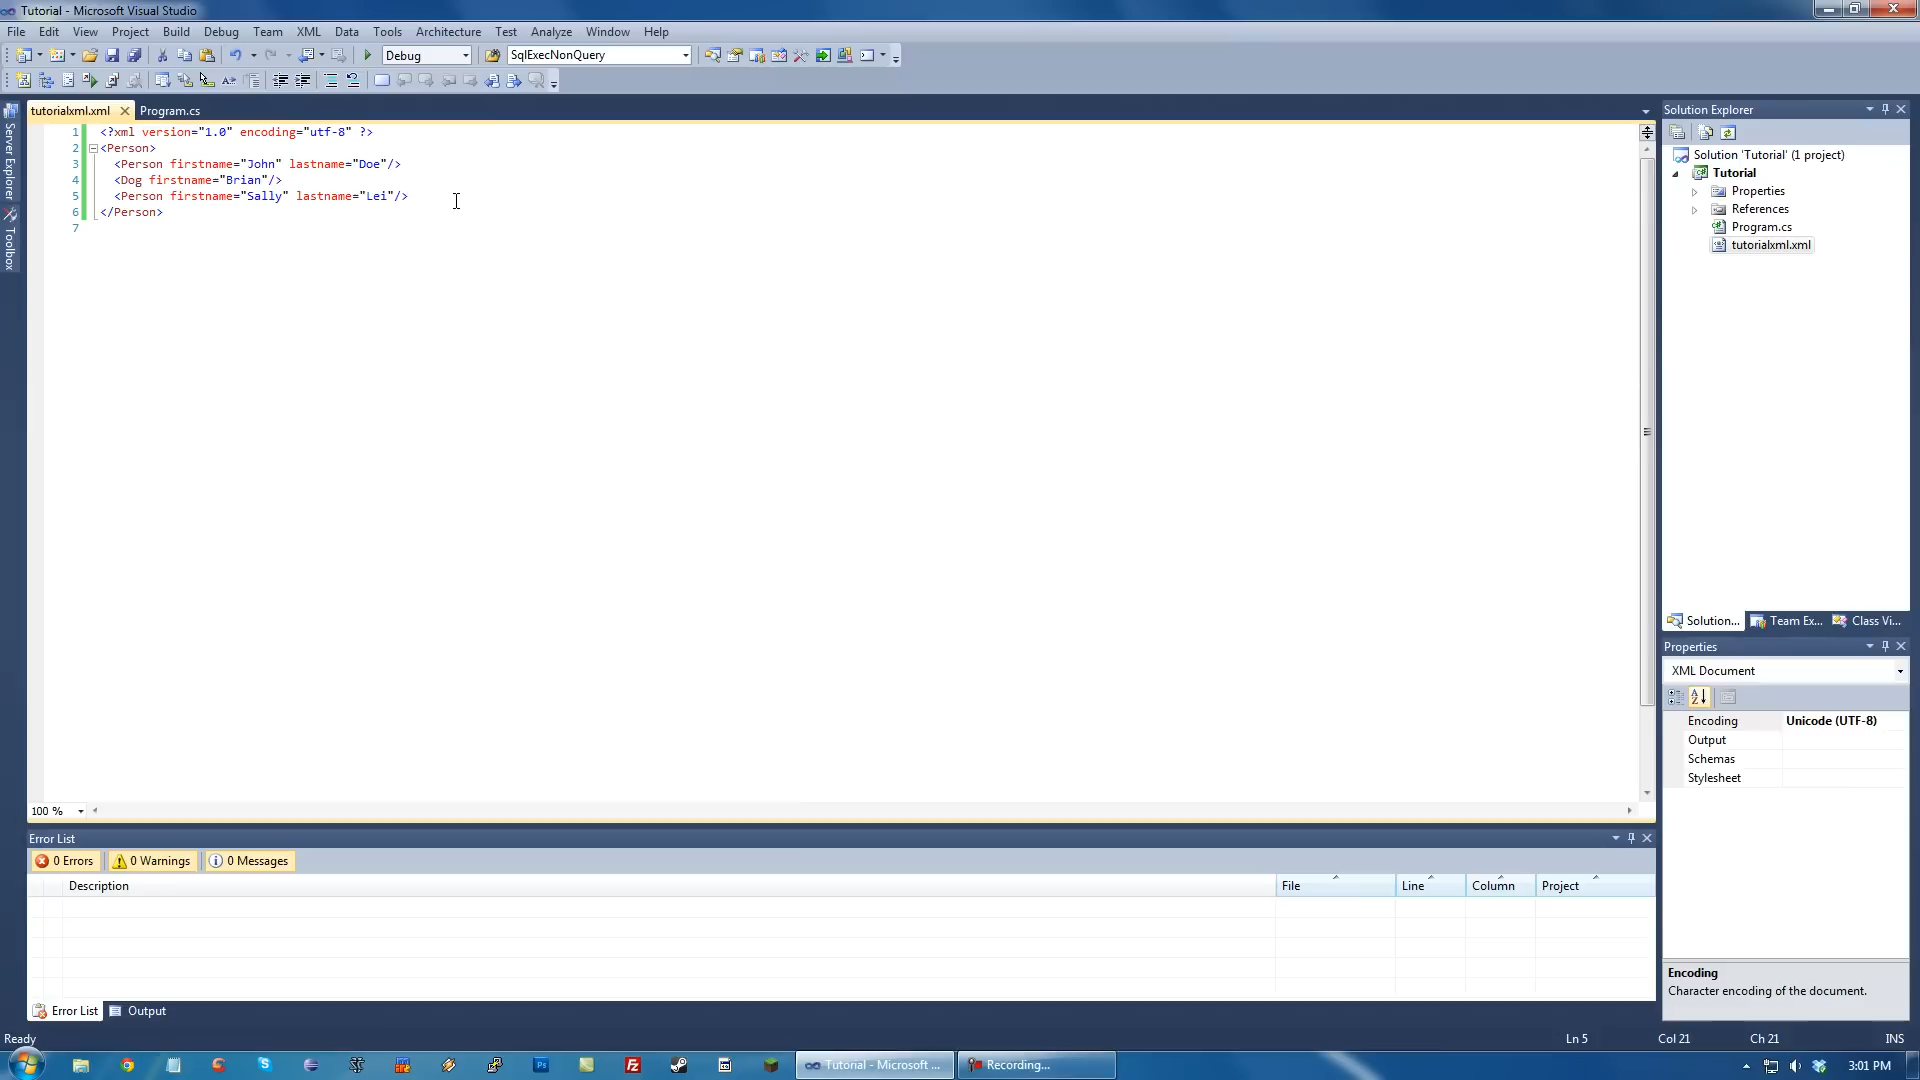 Tutorial - Microsoft Visual Studio
File Edit View Project Build Debug Team XML Data Tools Architecture Test Analyze Window Help
Debug SqlExecNonQuery
tutorialxml.xml Program.cs
Server Explorer
Toolbox
1 <?xml version="1.0" encoding="utf-8" ?>
2 <Person>
3 <Person firstname="John" lastname="Doe"/>
4 <Dog firstname="Brian"/>
5 <Person firstname="Sally" lastname="Lei"/>
6 </Person>
7
100 %
Solution Explorer
Solution 'Tutorial' (1 project)
Tutorial
Properties
References
Program.cs
tutorialxml.xml
Solution... Team Ex... Class Vi...
Properties
XML Document
Encoding Unicode (UTF-8)
Output
Schemas
Stylesheet
Encoding
Character encoding of the document.
Error List
0 Errors 0 Warnings 0 Messages
Description File Line Column Project
Error List Output
Ready Ln 5 Col 21 Ch 21 INS
Tutorial - Microsoft ... Recording... 3:01 PM